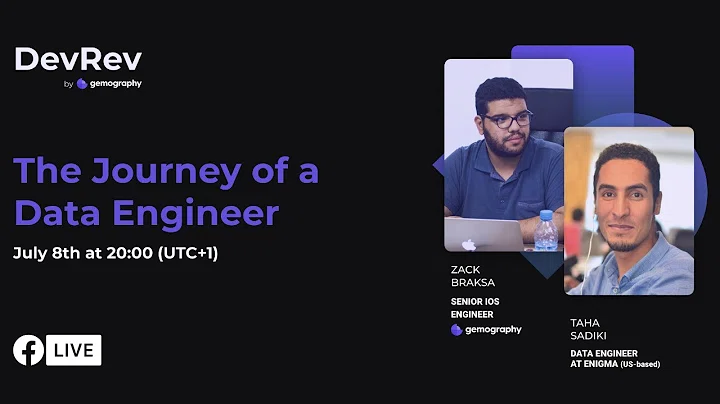 DevRev
by gemography
The Journey of a
Data Engineer
July 8th at 20:00 (UTC+1)
LIVE
ZACK
BRAKSA
SENIOR IOS
ENGINEER
gemography
TAHA
SADIKI
DATA ENGINEER
AT ENIGMA (US-based)